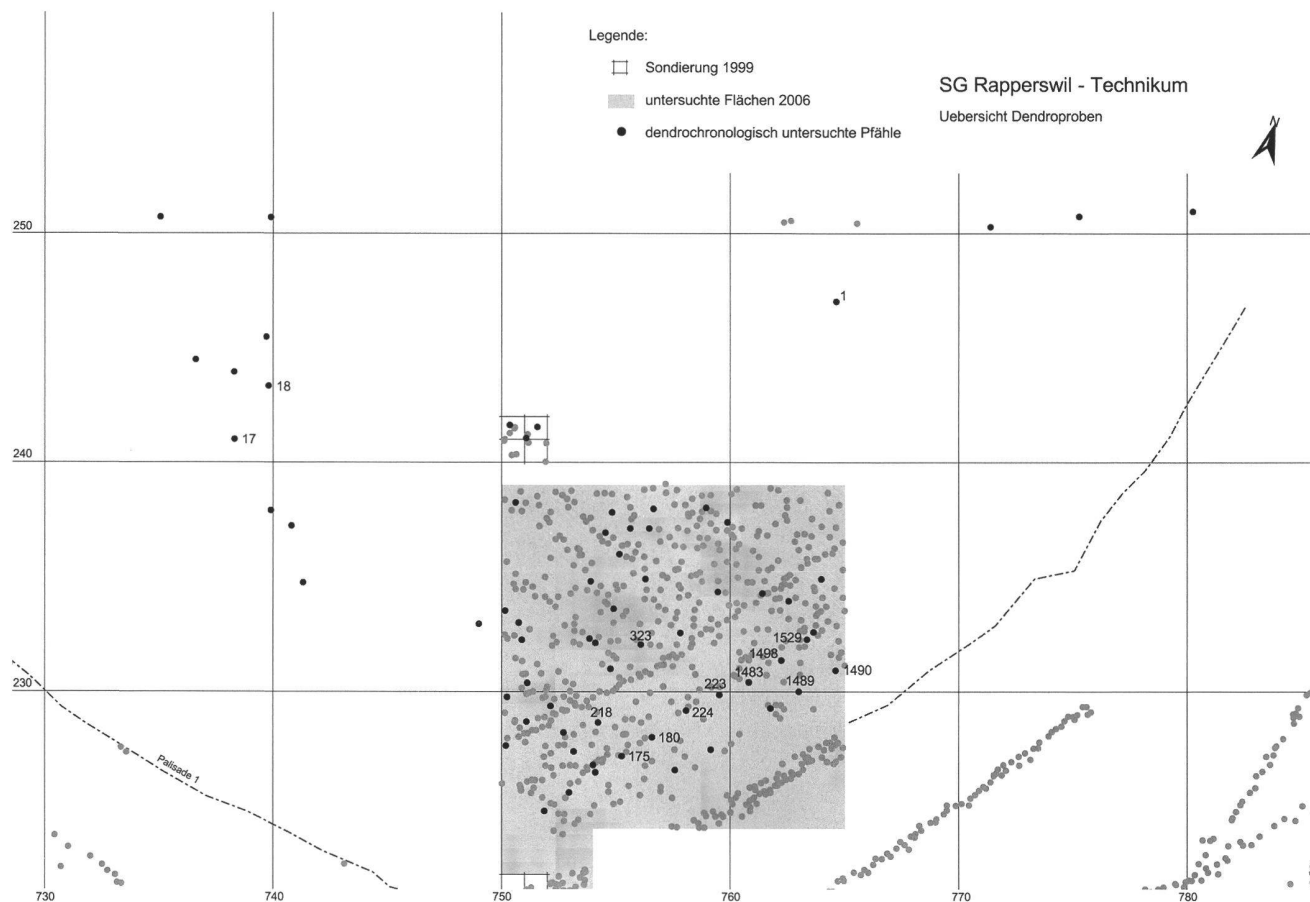 Legende:
Sondierung 1999
untersuchte Flächen 2006
dendrochronologisch untersuchte Pfähle
SG Rapperswil - Technikum
Uebersicht Dendroproben
N
250
1
18
17
240
323
1529
1498
1483
1490
230
223
1489
218
224
180
175
Palisade 1
730
740
750
760
770
780